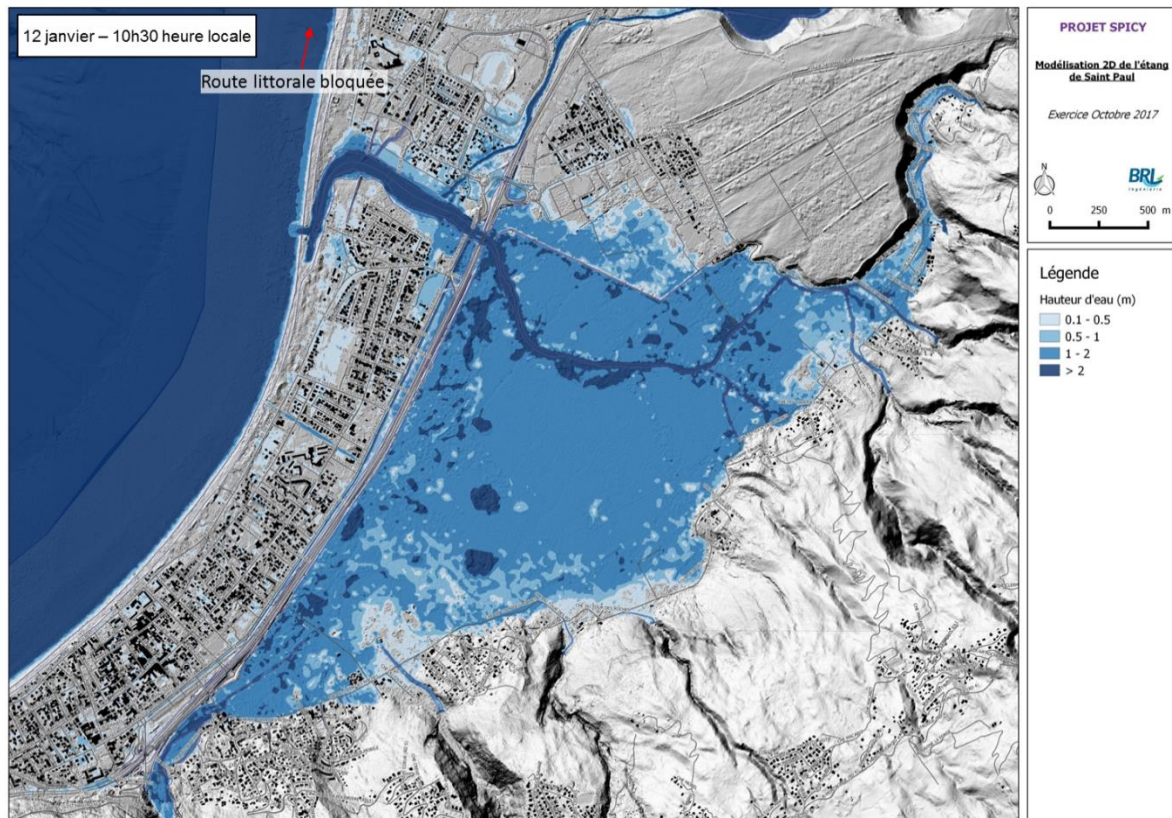 12 janvier – 10h30 heure locale
Route littorale bloquée
PROJET SPICY
Modélisation 2D de l'étang
de Saint Paul
Exercice Octobre 2017
N
BRL
Ingénierie
0 250 500 m
Légende
Hauteur d'eau (m)
0.1 - 0.5
0.5 - 1
1 - 2
> 2